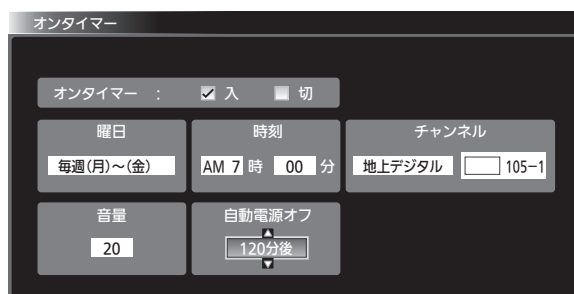 オンタイマー
オンタイマー : 入 切
曜日 時刻 チャンネル
毎週(月)~(金) AM 7 時 00 分 地上デジタル 105-1
音量 自動電源オフ
20 120分後